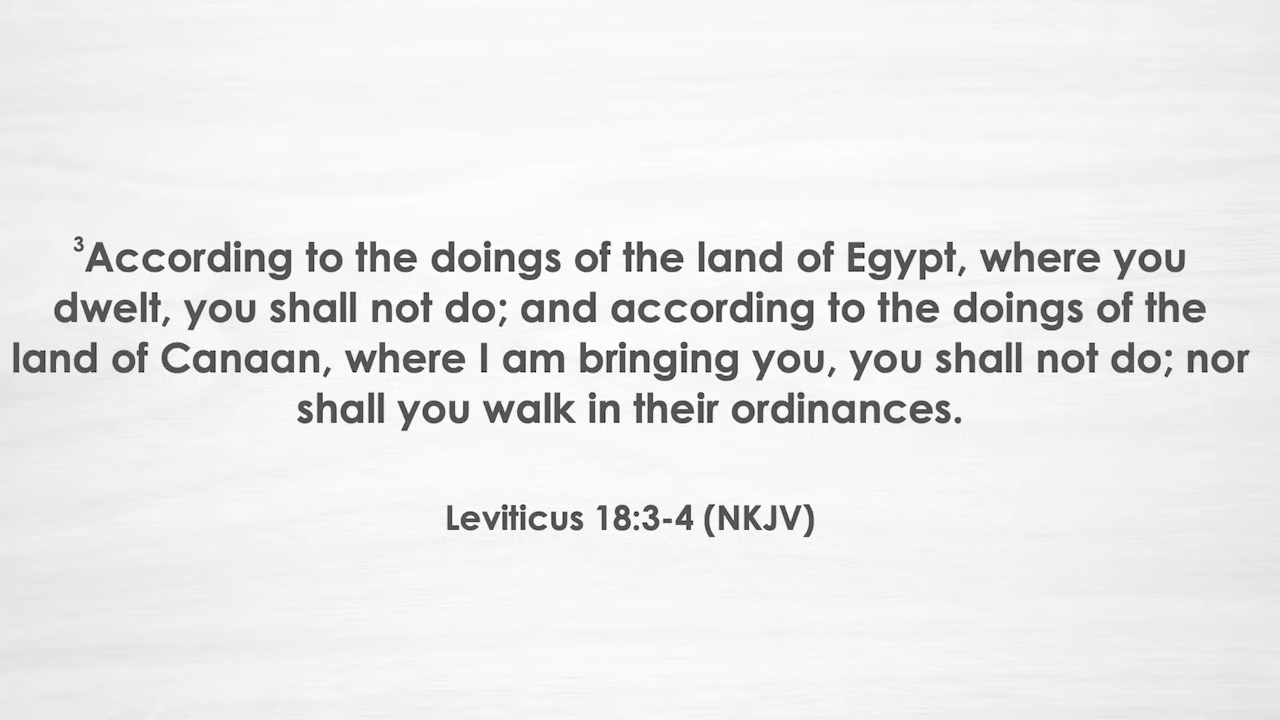 ³According to the doings of the land of Egypt, where you
dwelt, you shall not do; and according to the doings of the
land of Canaan, where I am bringing you, you shall not do; nor
shall you walk in their ordinances.
Leviticus 18:3-4 (NKJV)